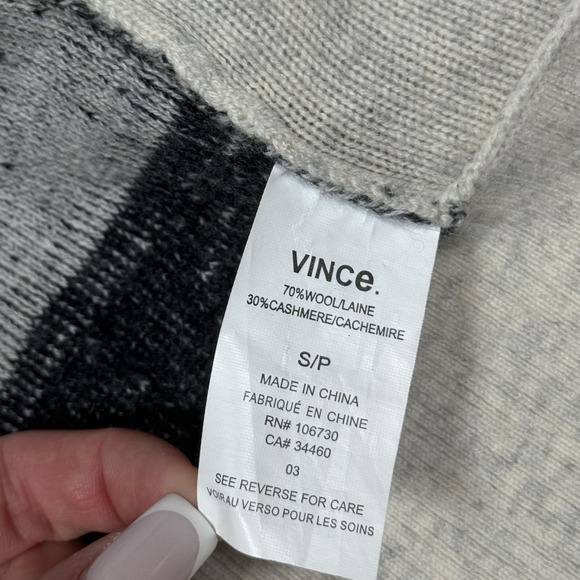 VINCe.
70%WOOL/LAINE
30%CASHMERE/CACHEMIRE
S/P
MADE IN CHINA
FABRIQUÉ EN CHINE
RN# 106730
CA# 34460
03
SEE REVERSE FOR CARE
VOIR AU VERSO POUR LES SOINS